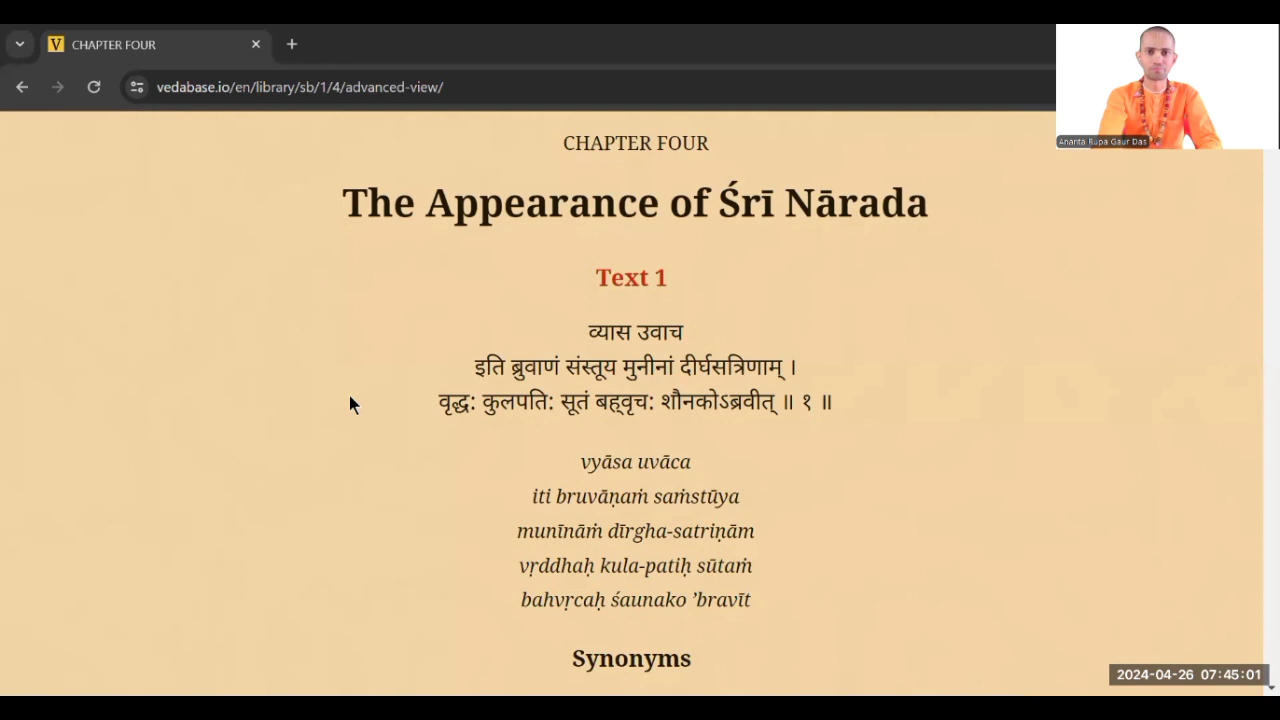 V CHAPTER FOUR
vedabase.io/en/library/sb/1/4/advanced-view/
Ananta Rupa Gaur Das
CHAPTER FOUR
The Appearance of Śrī Nārada
Text 1
व्यास उवाच
इति ब्रुवाणं संस्तूय मुनीनां दीर्घसत्रिणाम् ।
वृद्ध: कुलपति: सूतं बह्‌वृच: शौनकोऽब्रवीत् ॥ १ ॥
vyāsa uvāca
iti bruvāṇaṁ saṁstūya
munīnāṁ dīrgha-satriṇām
vṛddhaḥ kula-patiḥ sūtaṁ
bahvṛcaḥ śaunako ’bravīt
Synonyms
2024-04-26 07:45:01